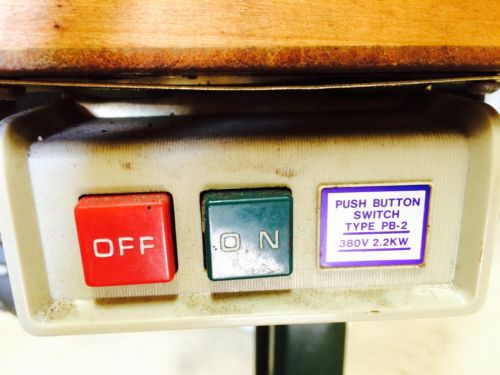 OFF
ON
PUSH BUTTON
SWITCH
TYPE PB-2
380V 2.2KW